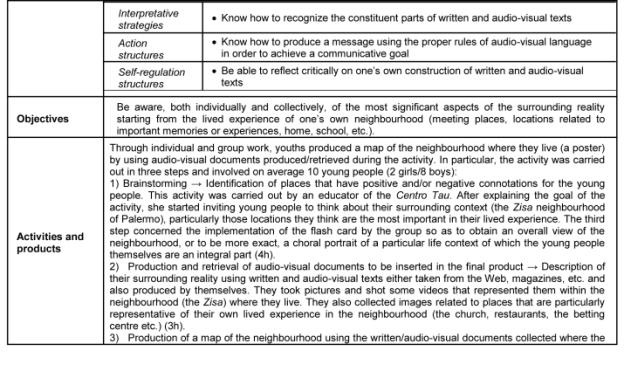 Interpretative
strategies
• Know how to recognize the constituent parts of written and audio-visual texts
Action
structures
• Know how to produce a message using the proper rules of audio-visual language
in order to achieve a communicative goal
Self-regulation
structures
• Be able to reflect critically on one's own construction of written and audio-visual
texts
Objectives
Be aware, both individually and collectively, of the most significant aspects of the surrounding reality
starting from the lived experience of one's own neighbourhood (meeting places, locations related to
important memories or experiences, home, school, etc.).
Activities and
products
Through individual and group work, youths produced a map of the neighbourhood where they live (a poster)
by using audio-visual documents produced/retrieved during the activity. In particular, the activity was carried
out in three steps and involved on average 10 young people (2 girls/8 boys):
1) Brainstorming → Identification of places that have positive and/or negative connotations for the young
people. This activity was carried out by an educator of the Centro Tau. After explaining the goal of the
activity, she started inviting young people to think about their surrounding context (the Zisa neighbourhood
of Palermo), particularly those locations they think are the most important in their lived experience. The third
step concerned the implementation of the flash card by the group so as to obtain an overall view of the
neighbourhood, or to be more exact, a choral portrait of a particular life context of which the young people
themselves are an integral part (4h).
2) Production and retrieval of audio-visual documents to be inserted in the final product → Description of
their surrounding reality using written and audio-visual texts either taken from the Web, magazines, etc. and
also produced by themselves. They took pictures and shot some videos that represented them within the
neighbourhood (the Zisa) where they live. They also collected images related to places that are particularly
representative of their own lived experience in the neighbourhood (the church, restaurants, the betting
centre etc.) (3h).
3) Production of a map of the neighbourhood using the written/audio-visual documents collected where the